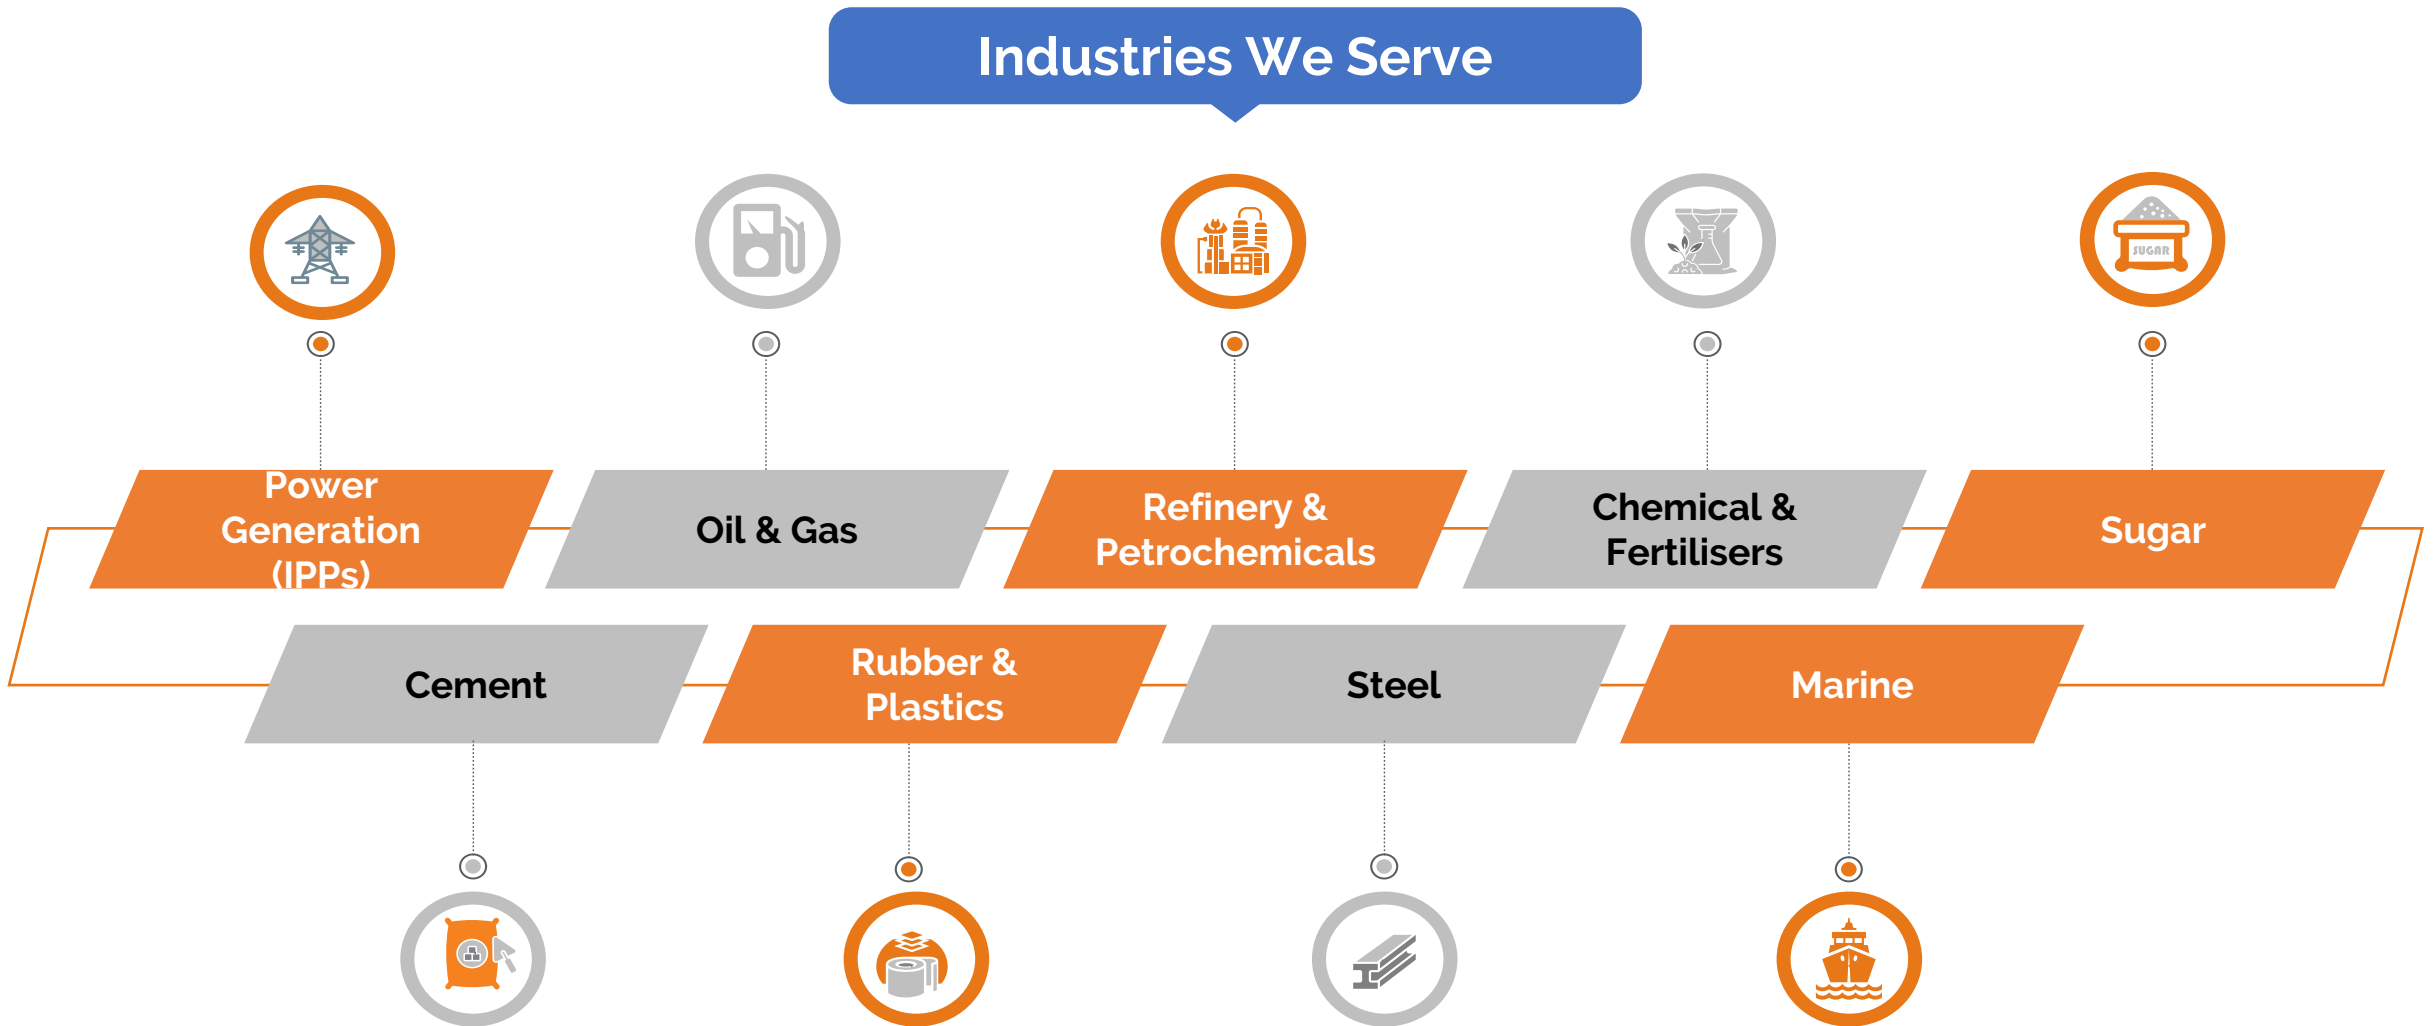 Industries We Serve
SUGAR
Power
Generation
(IPPs)
Oil & Gas
Refinery &
Petrochemicals
Chemical &
Fertilisers
Sugar
Cement
Rubber &
Plastics
Steel
Marine